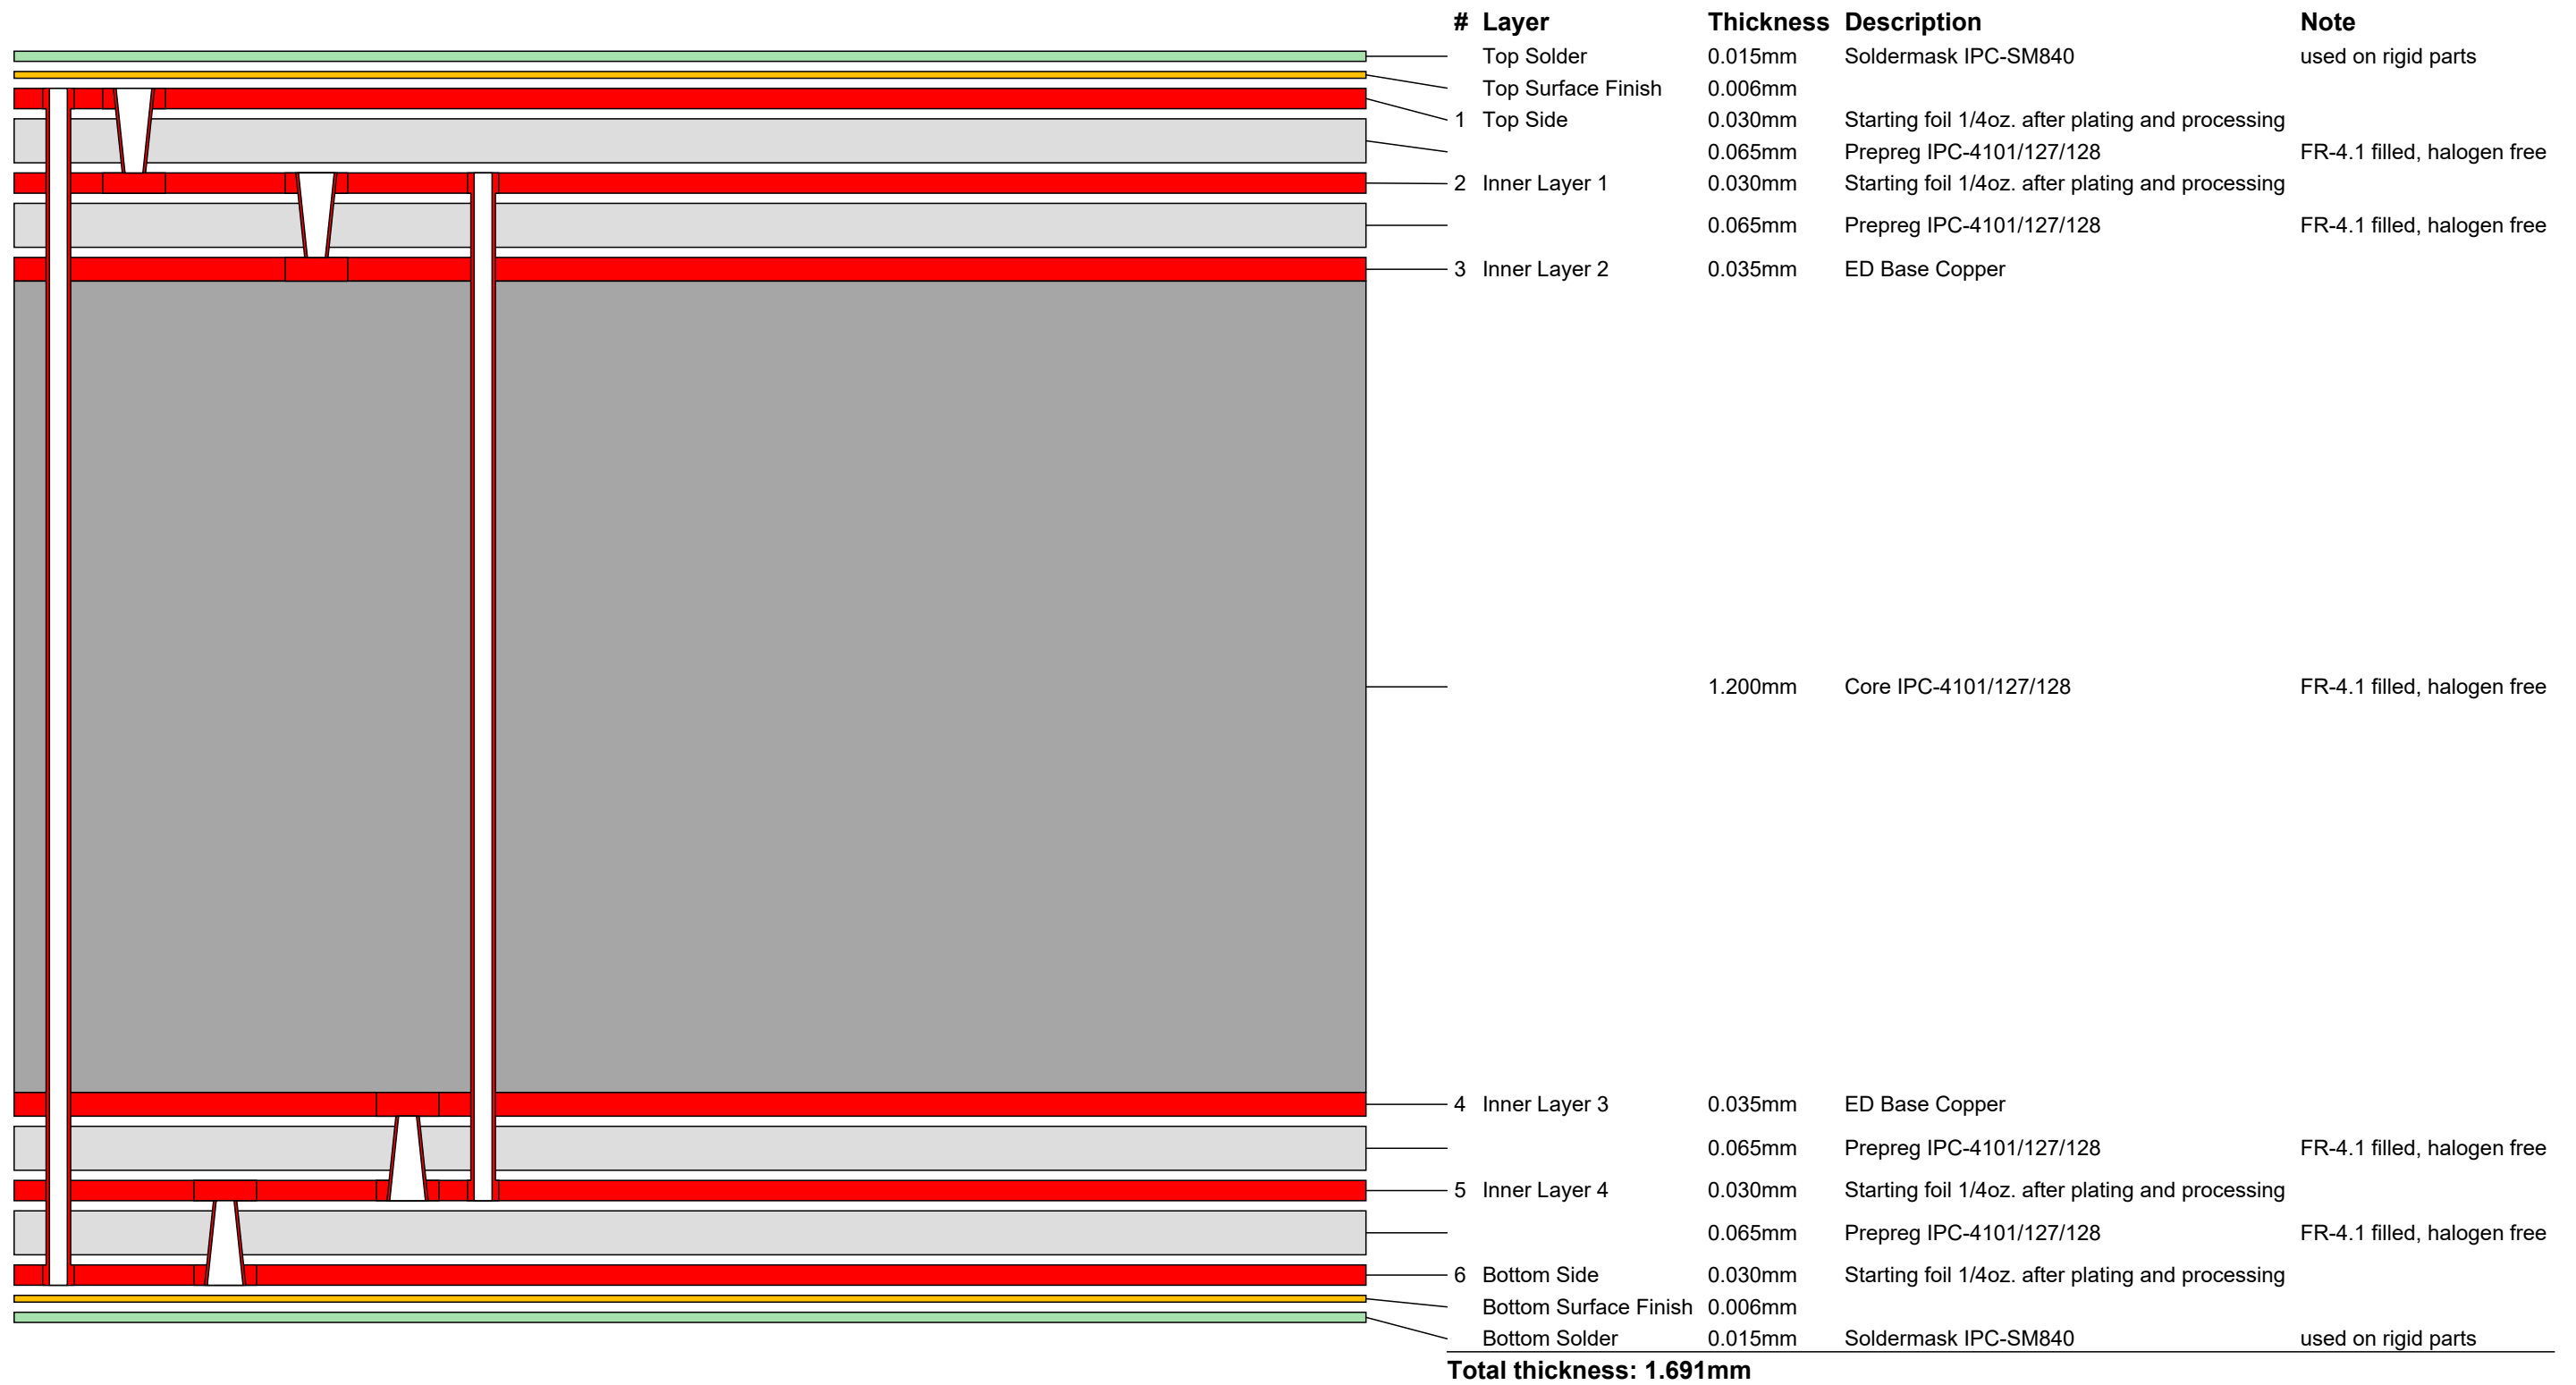 # Layer Thickness Description Note
Top Solder 0.015mm Soldermask IPC-SM840 used on rigid parts
Top Surface Finish 0.006mm
1 Top Side 0.030mm Starting foil 1/4oz. after plating and processing
0.065mm Prepreg IPC-4101/127/128 FR-4.1 filled, halogen free
2 Inner Layer 1 0.030mm Starting foil 1/4oz. after plating and processing
0.065mm Prepreg IPC-4101/127/128 FR-4.1 filled, halogen free
3 Inner Layer 2 0.035mm ED Base Copper
1.200mm Core IPC-4101/127/128 FR-4.1 filled, halogen free
4 Inner Layer 3 0.035mm ED Base Copper
0.065mm Prepreg IPC-4101/127/128 FR-4.1 filled, halogen free
5 Inner Layer 4 0.030mm Starting foil 1/4oz. after plating and processing
0.065mm Prepreg IPC-4101/127/128 FR-4.1 filled, halogen free
6 Bottom Side 0.030mm Starting foil 1/4oz. after plating and processing
Bottom Surface Finish 0.006mm
Bottom Solder 0.015mm Soldermask IPC-SM840 used on rigid parts
Total thickness: 1.691mm